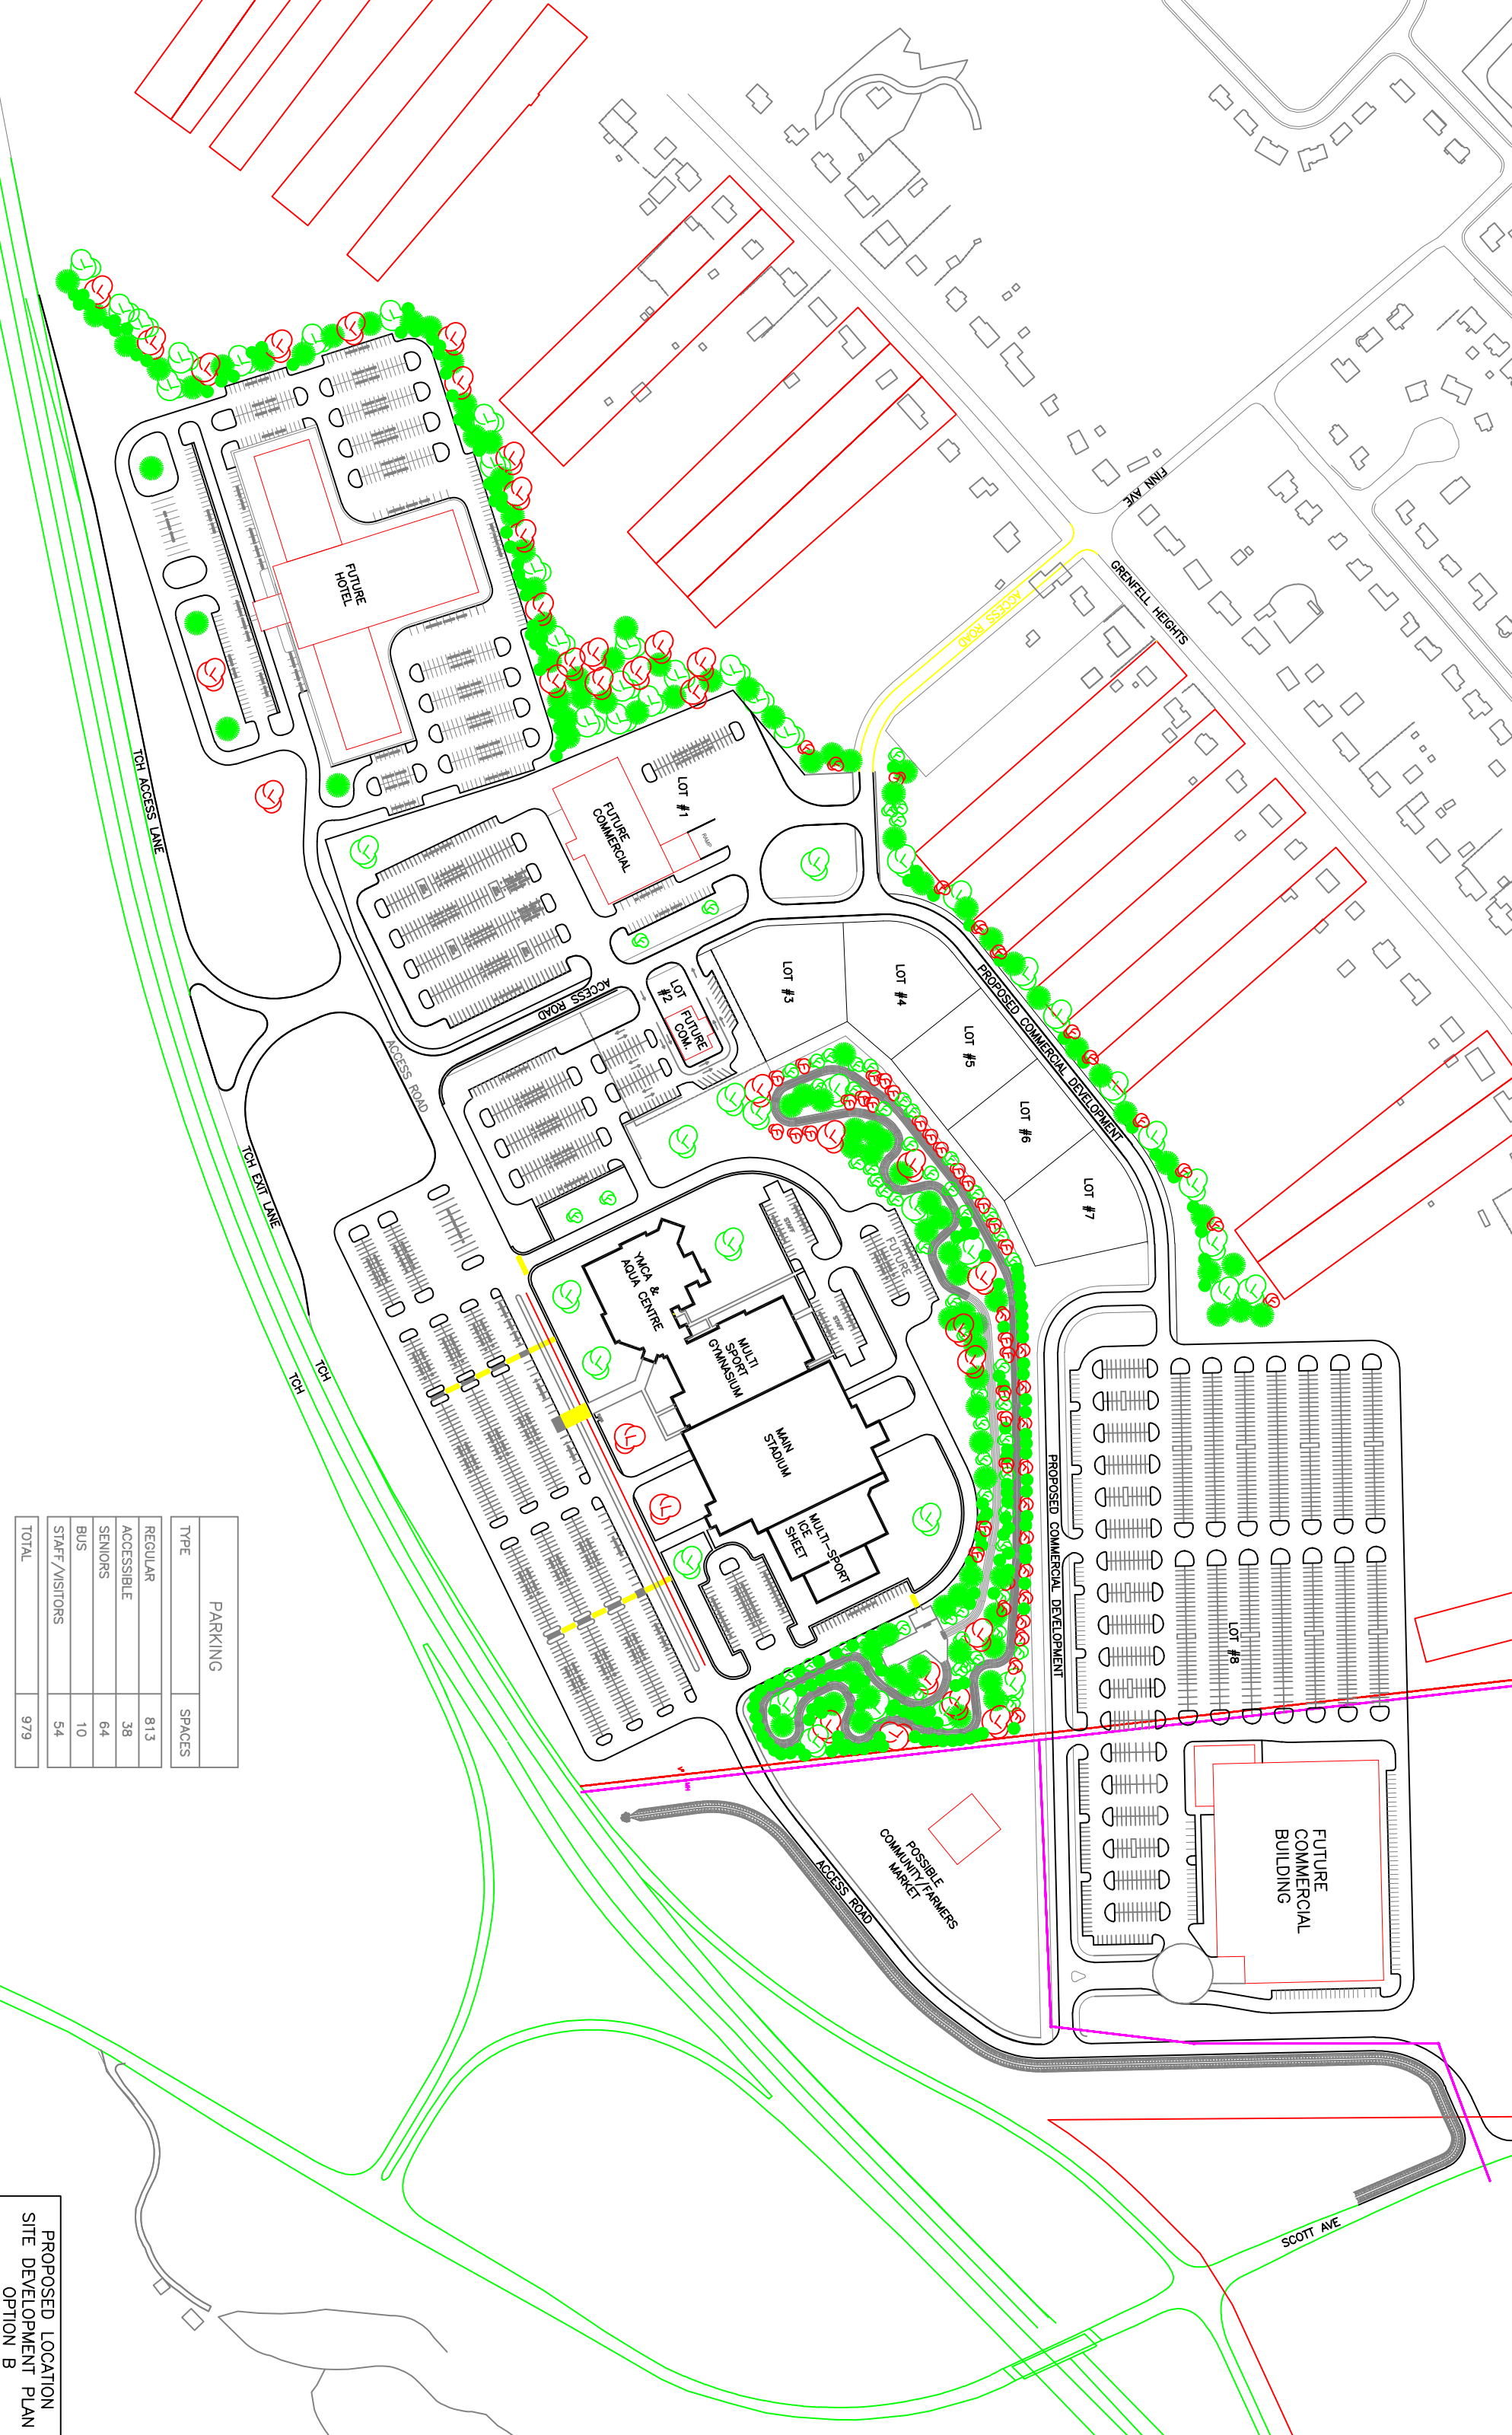 FINN AVE
GRENFELL HEIGHTS
ACCESS ROAD
FUTURE
HOTEL
TCH ACCESS LANE
LOT #1
RAMP
FUTURE
COMMERCIAL
LOT
#2
FUTURE
COM.
ACCESS ROAD
ACCESS ROAD
LOT #3
LOT #4
LOT #5
LOT #6
LOT #7
PROPOSED COMMERCIAL DEVELOPMENT
TCH EXIT LANE
TCH
TCH
STAFF
STAFF
FUTURE
YMCA &
AQUA CENTRE
MULTI
SPORT
GYMNASIUM
MAIN
STADIUM
MULTI-SPORT
ICE
SHEET
PROPOSED COMMERCIAL DEVELOPMENT
LOT #8
FUTURE
COMMERCIAL
BUILDING
POSSIBLE
COMMUNITY/FARMERS
MARKET
ACCESS ROAD
SCOTT AVE
PARKING
TYPE SPACES
REGULAR 813
ACCESSIBLE 38
SENIORS 64
BUS 10
STAFF/VISITORS 54
TOTAL 979
PROPOSED LOCATION
SITE DEVELOPMENT PLAN
OPTION B